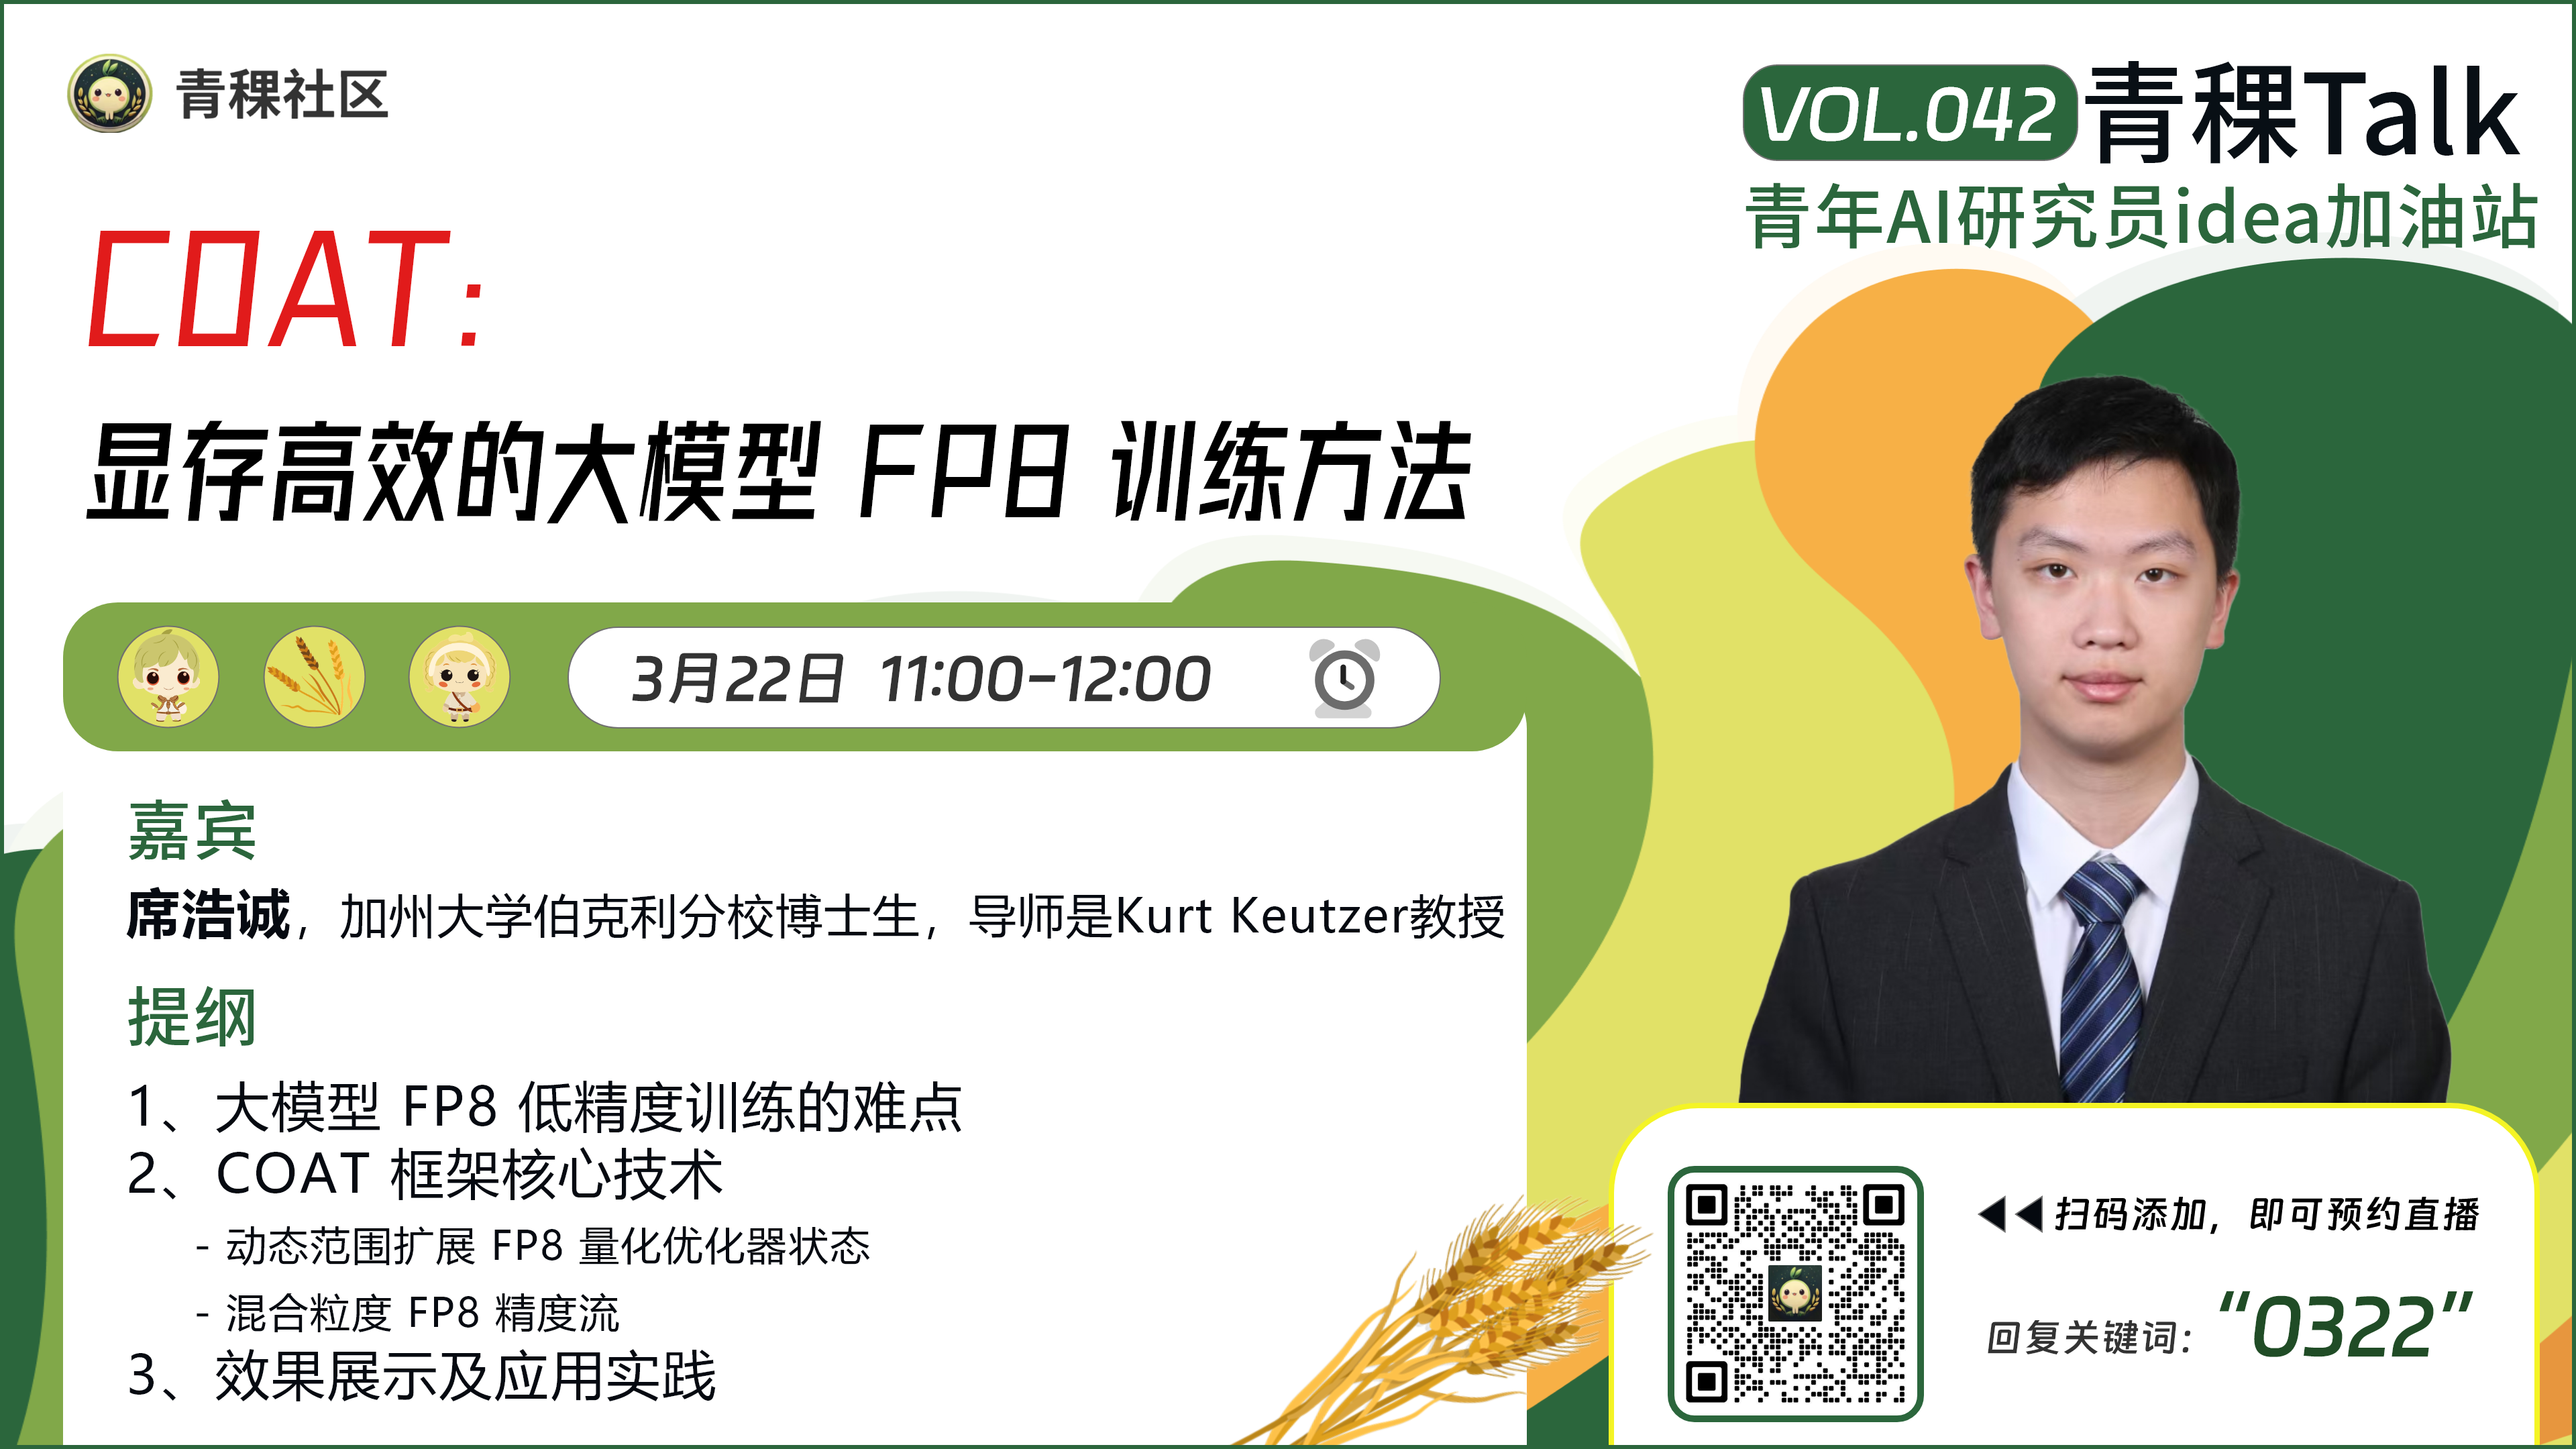 青稞社区
VOL.042 青稞Talk
青年AI研究员idea加油站
COAT:
显存高效的大模型 FP8 训练方法
3月22日 11:00-12:00
嘉宾
席浩诚，加州大学伯克利分校博士生，导师是Kurt Keutzer教授
提纲
1、大模型 FP8 低精度训练的难点
2、COAT 框架核心技术
- 动态范围扩展 FP8 量化优化器状态
- 混合粒度 FP8 精度流
3、效果展示及应用实践
扫码添加，即可预约直播
回复关键词：“0322”